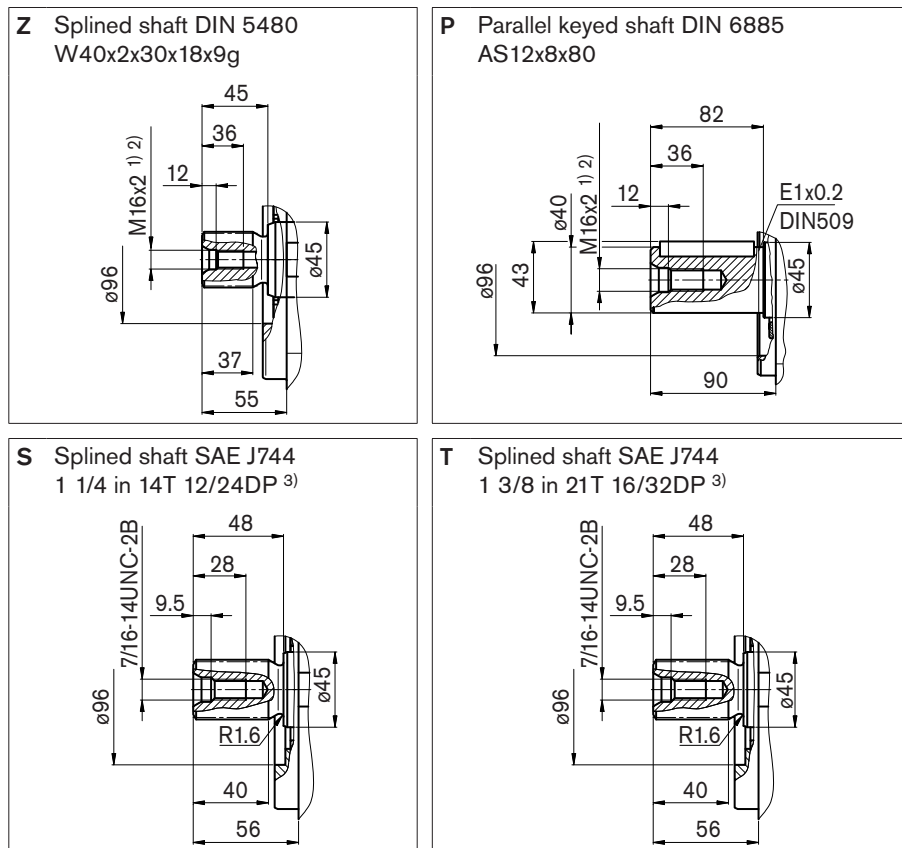 Z Splined shaft DIN 5480
W40x2x30x18x9g
45
36
12
M16x2 1) 2)
ø96
ø45
37
55
P Parallel keyed shaft DIN 6885
AS12x8x80
82
36
12
M16x2 1) 2)
ø40
E1x0.2
DIN509
43
ø96
ø45
90
S Splined shaft SAE J744
1 1/4 in 14T 12/24DP 3)
48
28
9.5
7/16-14UNC-2B
ø96
ø45
R1.6
40
56
T Splined shaft SAE J744
1 3/8 in 21T 16/32DP 3)
48
28
9.5
7/16-14UNC-2B
ø96
ø45
R1.6
40
56